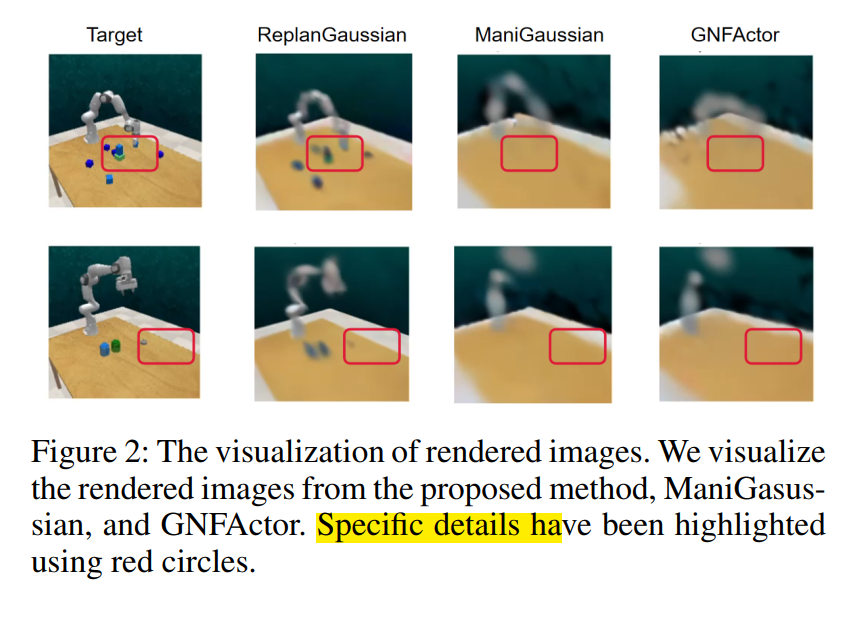 Target ReplanGaussian ManiGaussian GNFActor
Figure 2: The visualization of rendered images. We visualize
the rendered images from the proposed method, ManiGasus-
sian, and GNFActor. Specific details have been highlighted
using red circles.